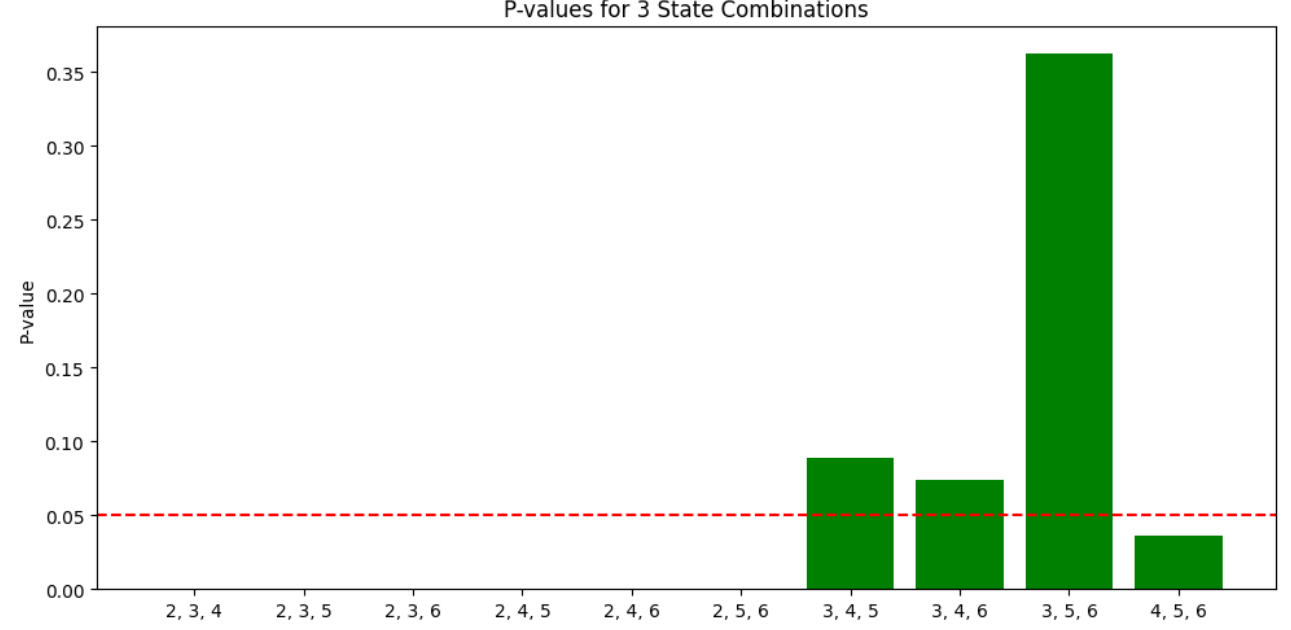 P-values for 3 State Combinations
P-value
0.35
0.30
0.25
0.20
0.15
0.10
0.05
0.00
2, 3, 4
2, 3, 5
2, 3, 6
2, 4, 5
2, 4, 6
2, 5, 6
3, 4, 5
3, 4, 6
3, 5, 6
4, 5, 6